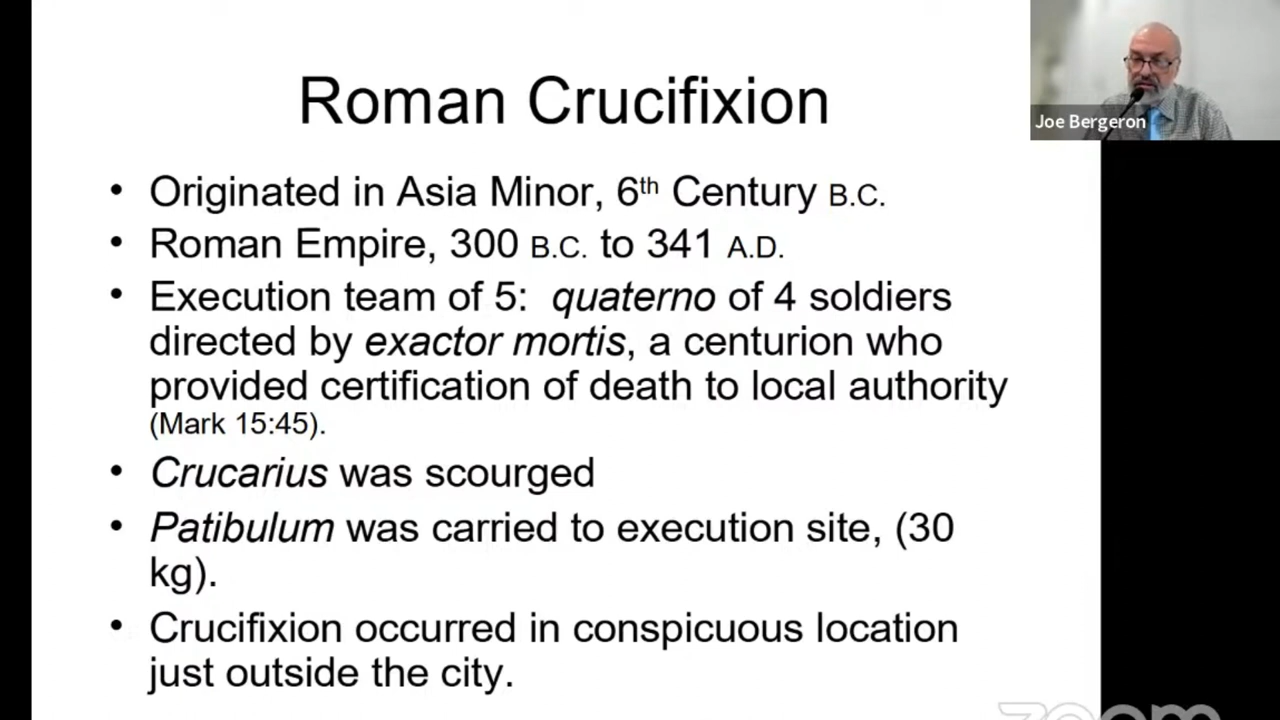 Roman Crucifixion
Joe Bergeron
• Originated in Asia Minor, 6th Century B.C.
• Roman Empire, 300 B.C. to 341 A.D.
• Execution team of 5: quaterno of 4 soldiers
directed by exactor mortis, a centurion who
provided certification of death to local authority
(Mark 15:45).
• Crucarius was scourged
• Patibulum was carried to execution site, (30
kg).
• Crucifixion occurred in conspicuous location
just outside the city.
zoom